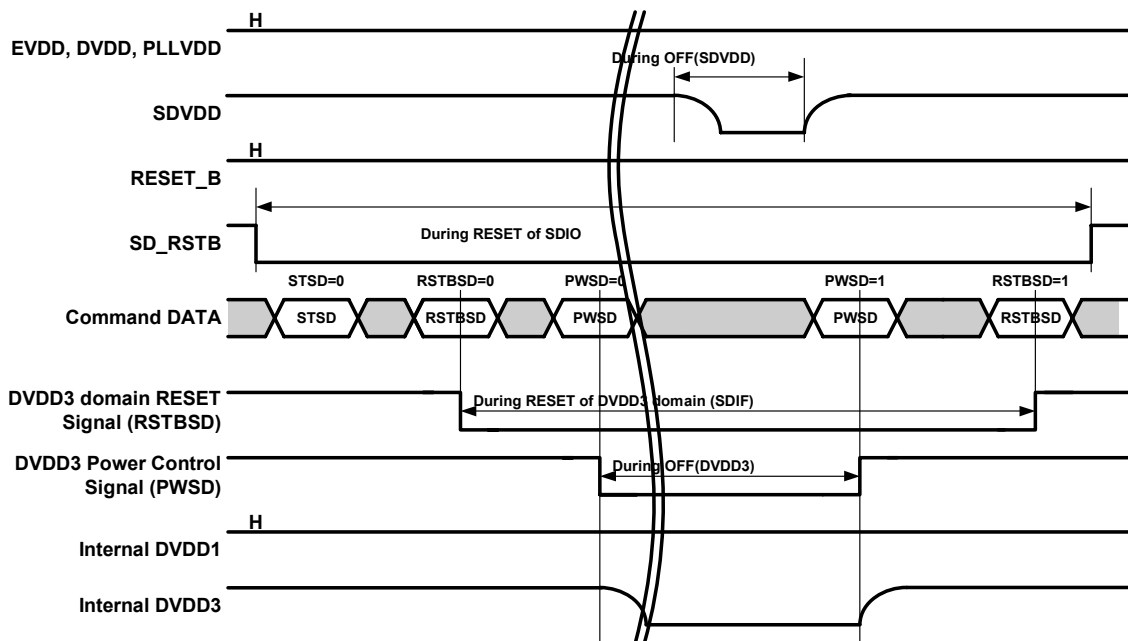 H
EVDD, DVDD, PLLVDD
During OFF(SDVDD)
SDVDD
H
RESET_B
During RESET of SDIO
SD_RSTB
STSD=0 RSTBSD=0 PWSD=0 PWSD=1 RSTBSD=1
Command DATA STSD RSTBSD PWSD PWSD RSTBSD
DVDD3 domain RESET
Signal (RSTBSD)
During RESET of DVDD3 domain (SDIF)
DVDD3 Power Control
Signal (PWSD)
During OFF(DVDD3)
H
Internal DVDD1
Internal DVDD3